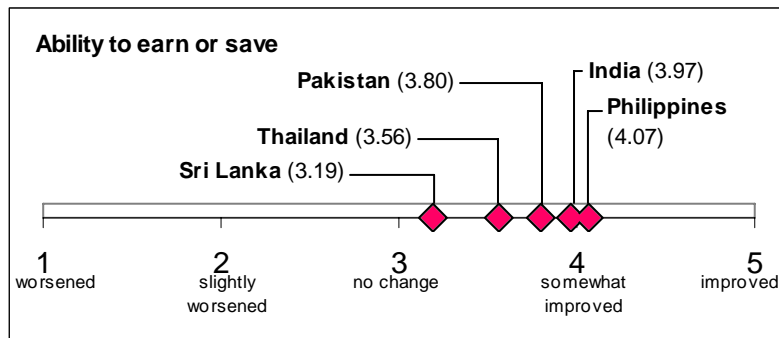 Ability to earn or save
India (3.97)
Pakistan (3.80)
Philippines
(4.07)
Thailand (3.56)
Sri Lanka (3.19)
1 2 3 4 5
worsened slightly no change somewhat improved
worsened improved